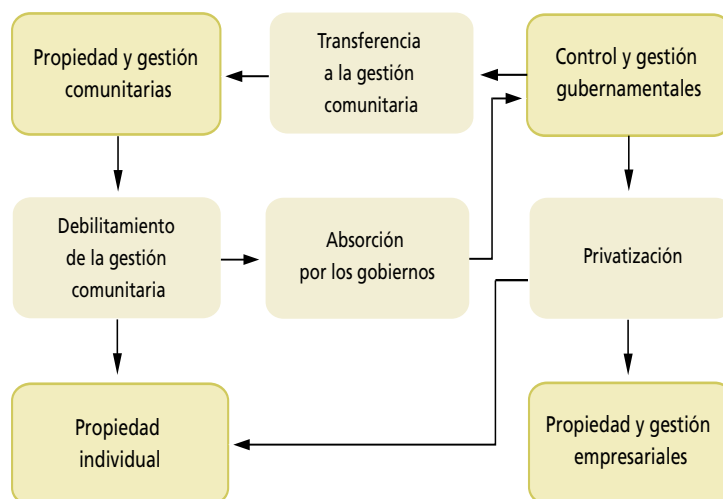 Propiedad y gestión
comunitarias
Transferencia
a la gestión
comunitaria
Control y gestión
gubernamentales
Debilitamiento
de la gestión
comunitaria
Absorción
por los gobiernos
Privatización
Propiedad
individual
Propiedad y gestión
empresariales